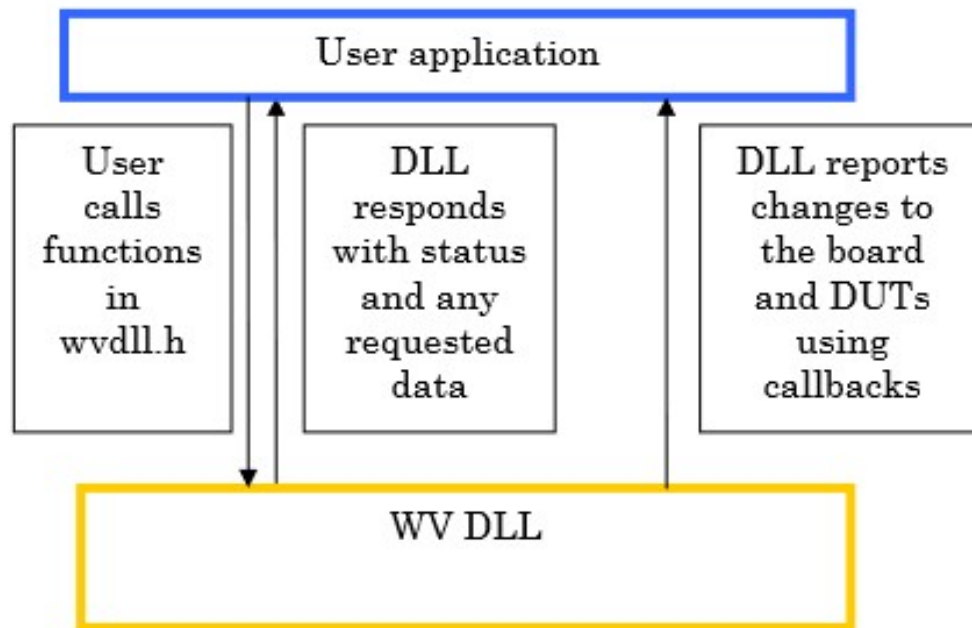 User application
User
calls
functions
in
wvdll.h
DLL
responds
with status
and any
requested
data
DLL reports
changes to
the board
and DUTs
using
callbacks
WV DLL